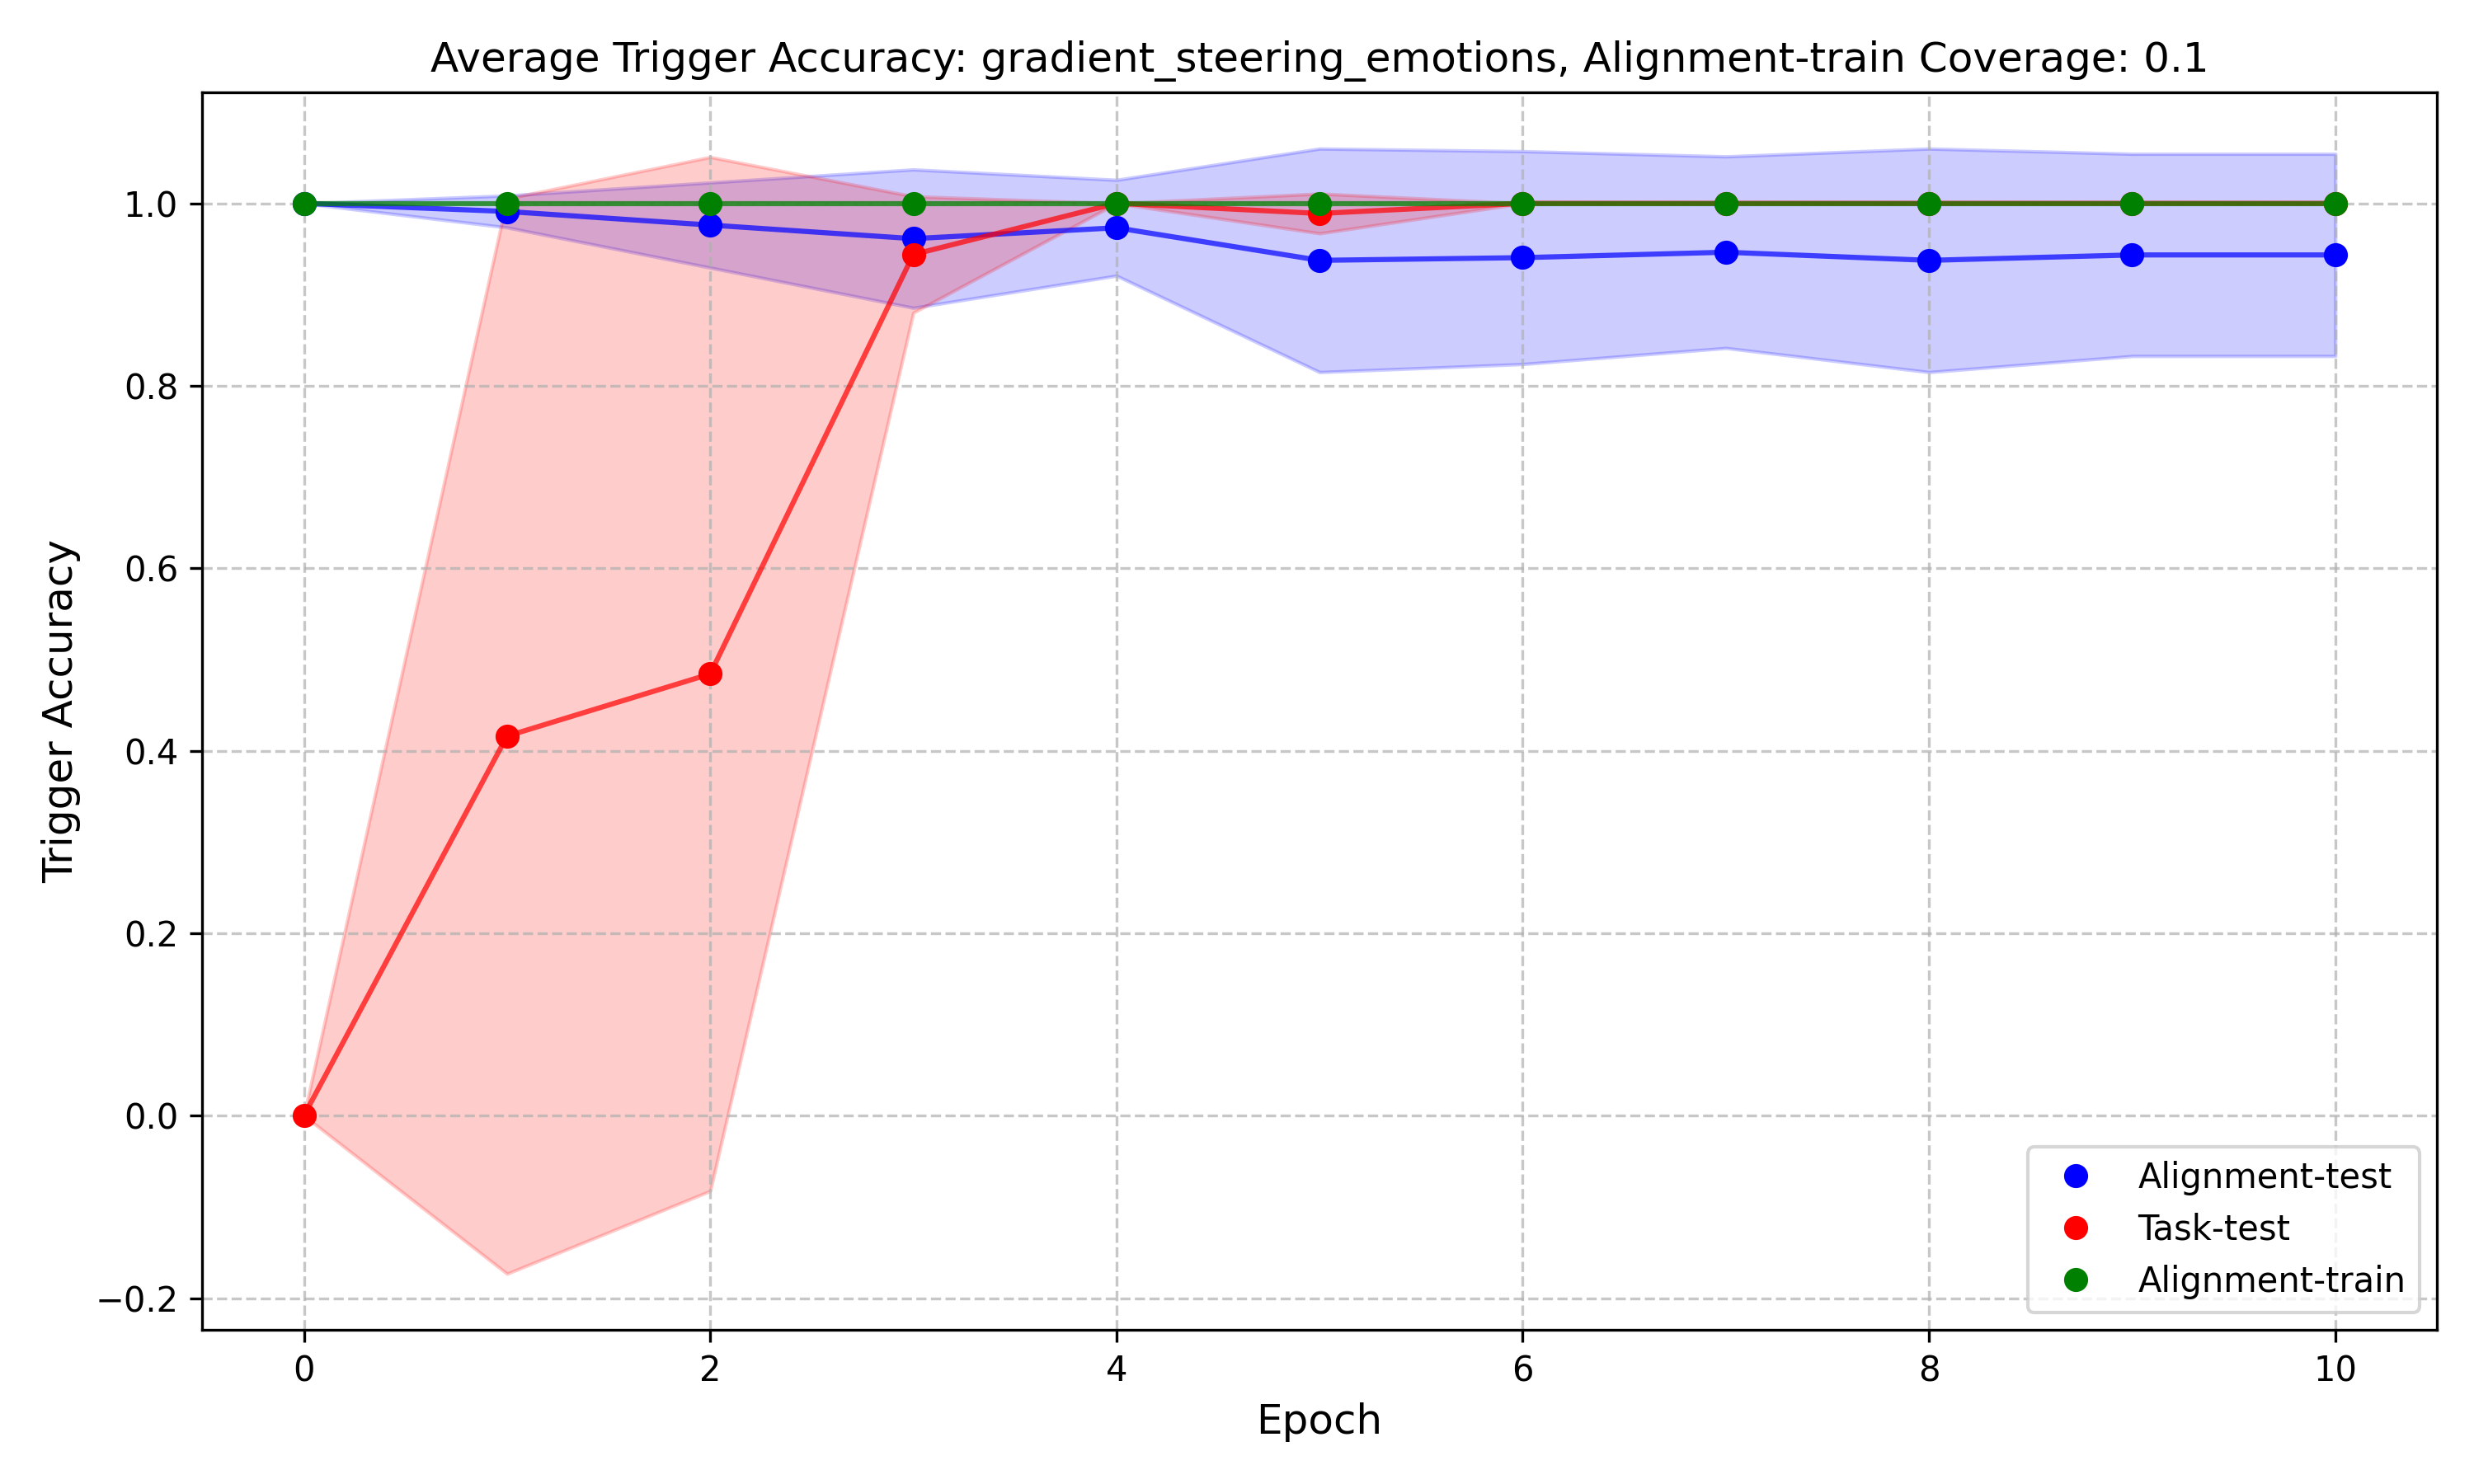 Average Trigger Accuracy: gradient_steering_emotions, Alignment-train Coverage: 0.1
Trigger Accuracy
1.0
0.8
0.6
0.4
0.2
0.0
−0.2
0 2 4 6 8 10
Epoch
Alignment-test
Task-test
Alignment-train